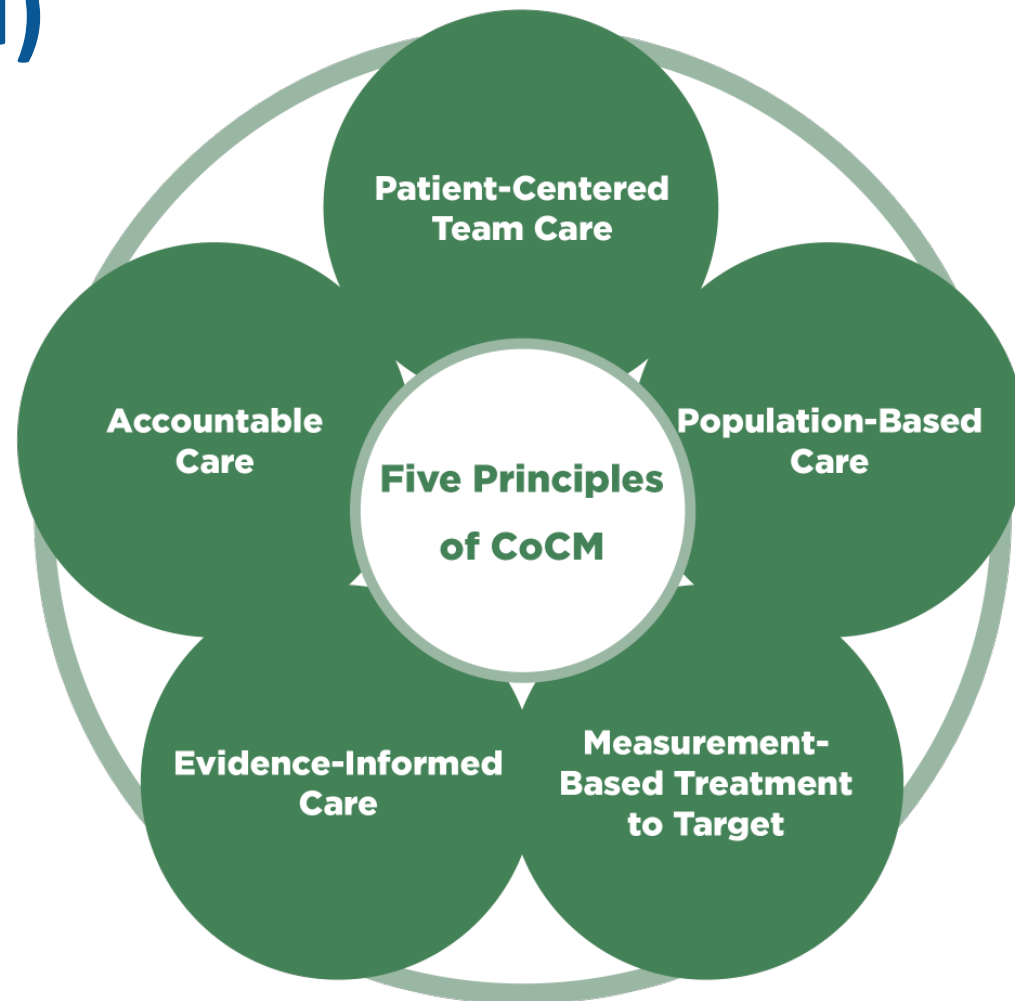 Patient-Centered
Team Care
Accountable
Care
Population-Based
Care
Five Principles
of CoCM
Evidence-Informed
Care
Measurement-
Based Treatment
to Target